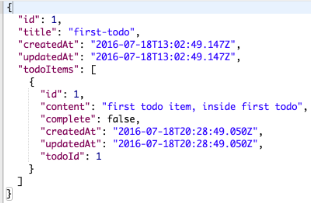 {
  "id": 1,
  "title": "first-todo",
  "createdAt": "2016-07-18T13:02:49.147Z",
  "updatedAt": "2016-07-18T13:02:49.147Z",
  "todoItems": [
    {
      "id": 1,
      "content": "first todo item, inside first todo",
      "complete": false,
      "createdAt": "2016-07-18T20:28:49.050Z",
      "updatedAt": "2016-07-18T20:28:49.050Z",
      "todoId": 1
    }
  ]
}